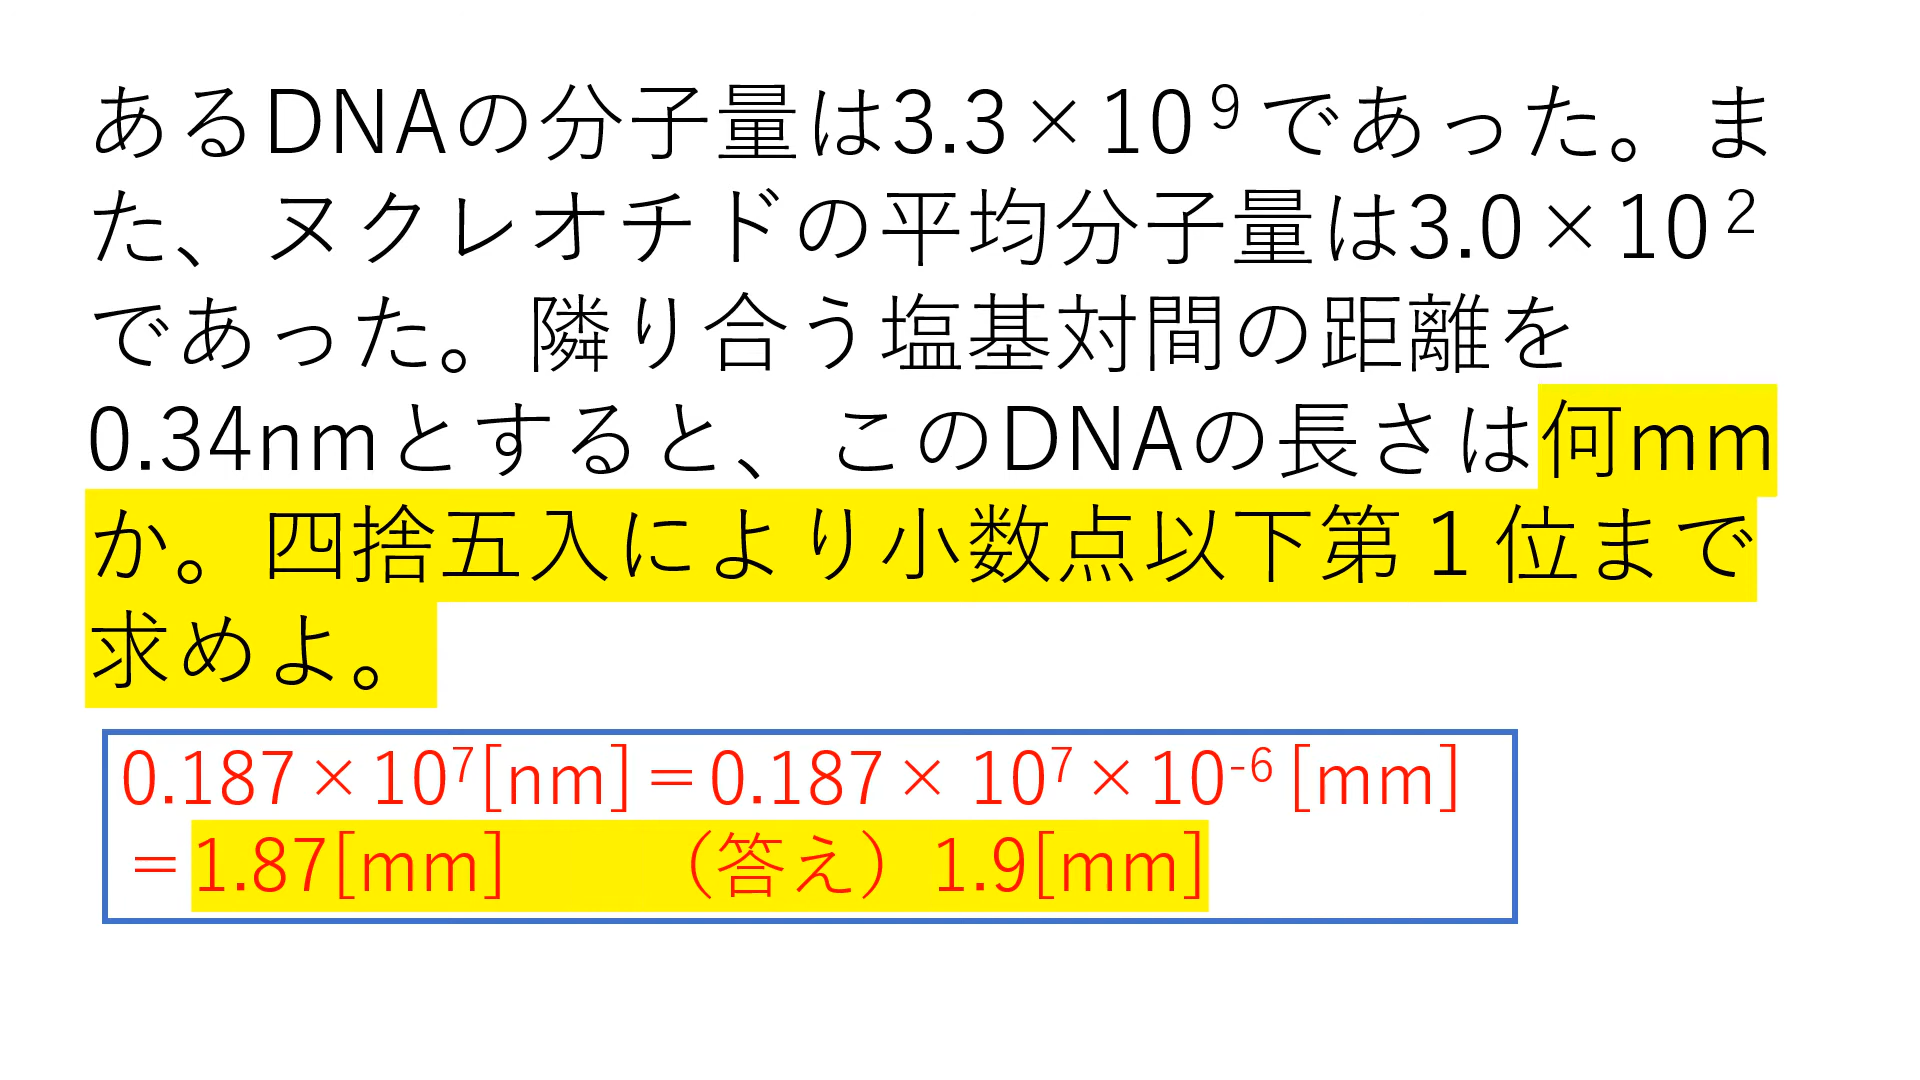 あるDNAの分子量は3.3×10⁹であった。ま
た、ヌクレオチドの平均分子量は3.0×10²
であった。隣り合う塩基対間の距離を
0.34nmとすると、このDNAの長さは何mm
か。四捨五入により小数点以下第１位まで
求めよ。
0.187×10⁷[nm]＝0.187× 10⁷×10⁻⁶ [mm]
＝1.87[mm]　　（答え）1.9[mm]